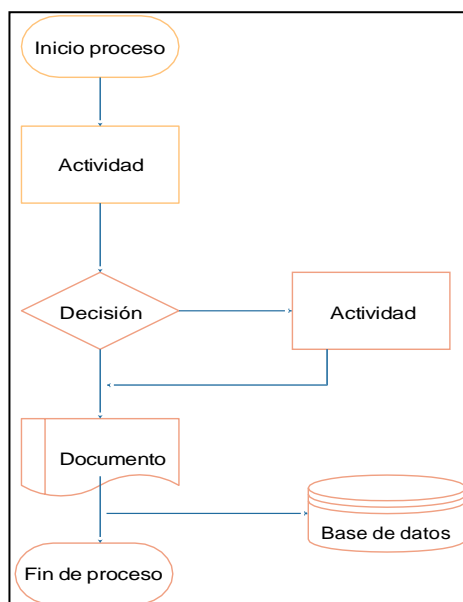 Inicio proceso
Actividad
Decisión
Actividad
Documento
Base de datos
Fin de proceso